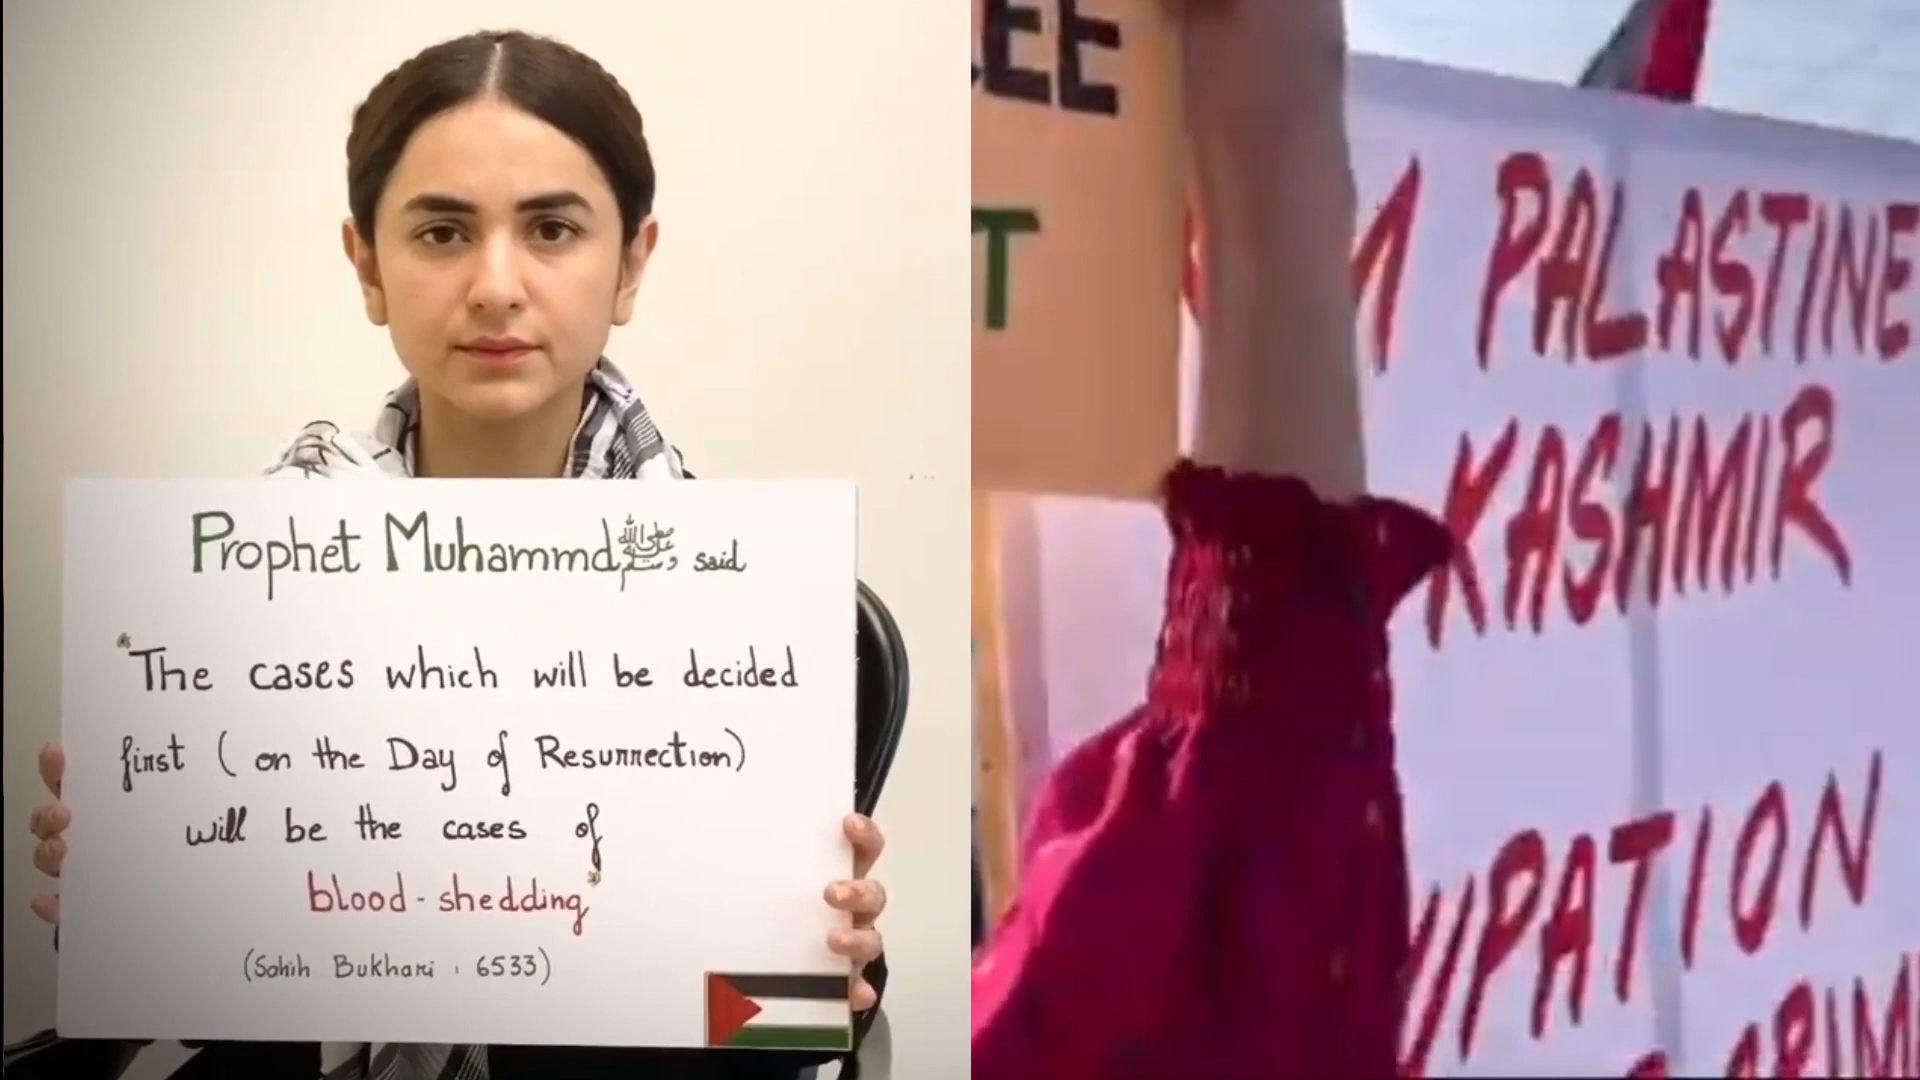 Prophet Muhammd ﷺ said
"The cases which will be decided
first ( on the Day of Resurrection)
will be the cases of
blood-shedding"
(Sahih Bukhari : 6533)
EE
T
M PALASTINE
KASHMIR
UPATION